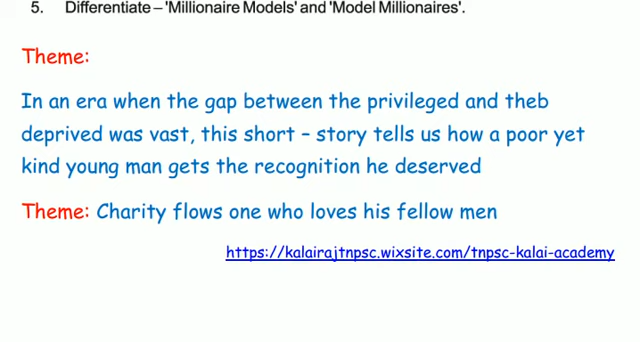 5. Differentiate – 'Millionaire Models' and 'Model Millionaires'.
Theme:
In an era when the gap between the privileged and theb
deprived was vast, this short – story tells us how a poor yet
kind young man gets the recognition he deserved
Theme: Charity flows one who loves his fellow men
https://kalairajtnpsc.wixsite.com/tnpsc-kalai-academy